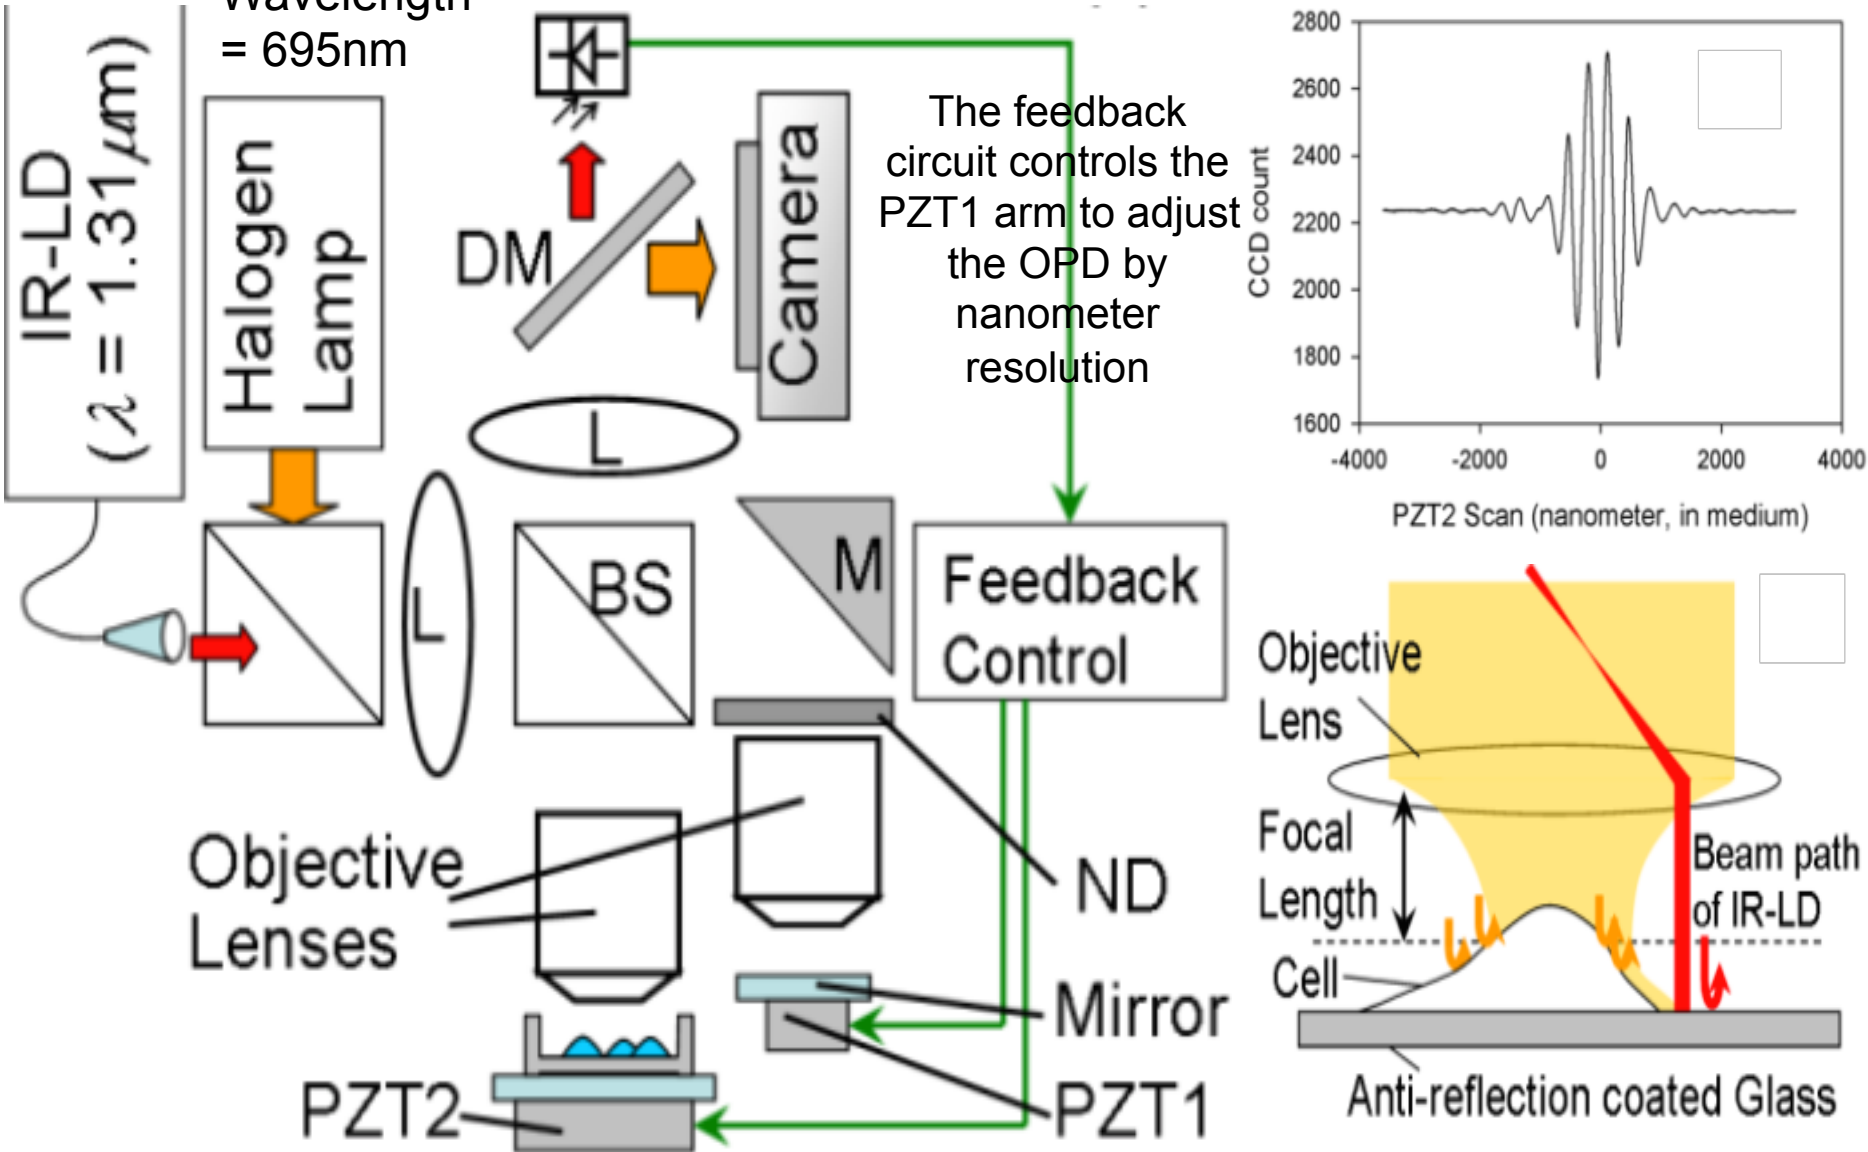 Wavelength
= 695nm
IR-LD
(λ = 1.31μm)
Halogen
Lamp
DM
Camera
The feedback
circuit controls the
PZT1 arm to adjust
the OPD by
nanometer
resolution
L
L
BS
M
Feedback
Control
Objective
Lenses
ND
Mirror
PZT1
PZT2
CCD count
2800
2600
2400
2200
2000
1800
1600
-4000
-2000
0
2000
4000
PZT2 Scan (nanometer, in medium)
Objective
Lens
Focal
Length
Beam path
of IR-LD
Cell
Anti-reflection coated Glass